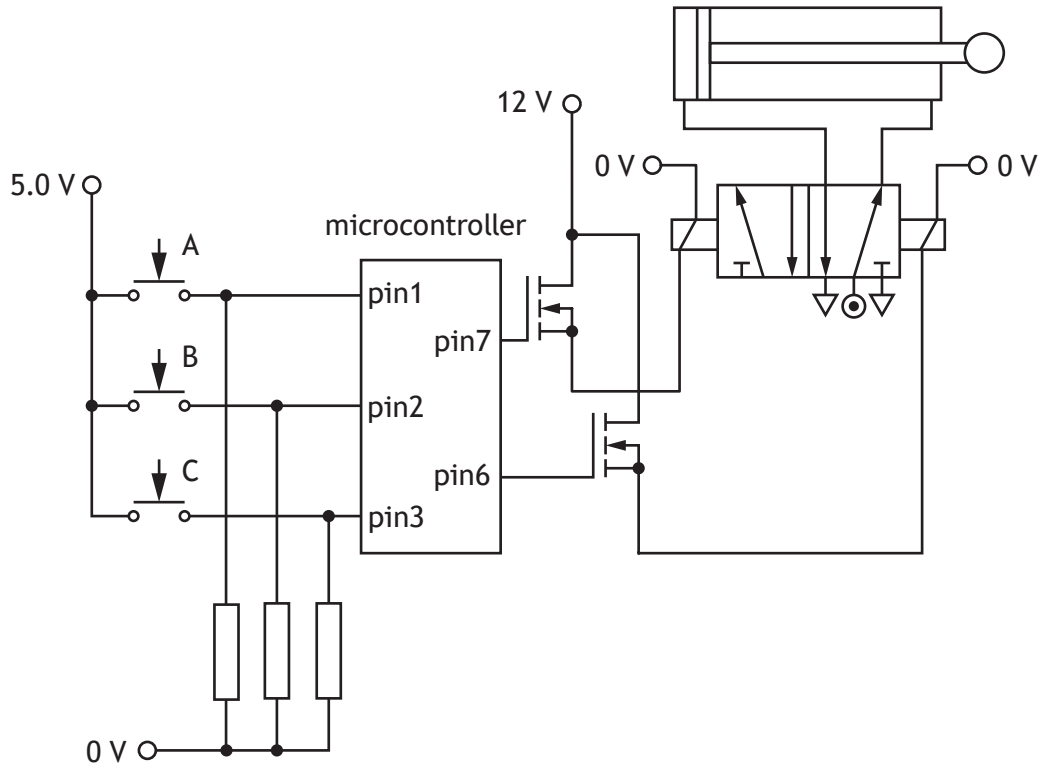 12 V
0 V
0 V
5.0 V
microcontroller
A
pin1
pin7
B
pin2
C
pin6
pin3
0 V